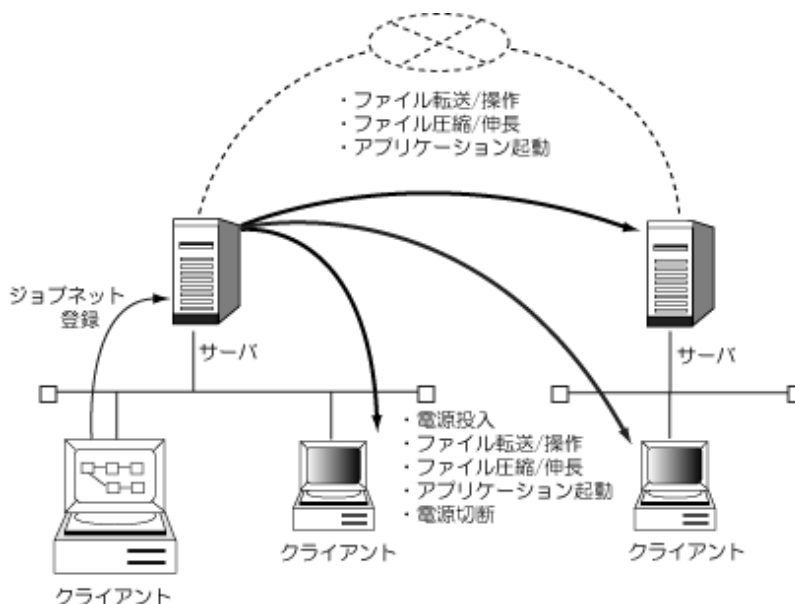 ・ファイル転送/操作
・ファイル圧縮/伸長
・アプリケーション起動
ジョブネット
登録
サーバ
サーバ
・電源投入
・ファイル転送/操作
・ファイル圧縮/伸長
・アプリケーション起動
・電源切断
クライアント
クライアント
クライアント